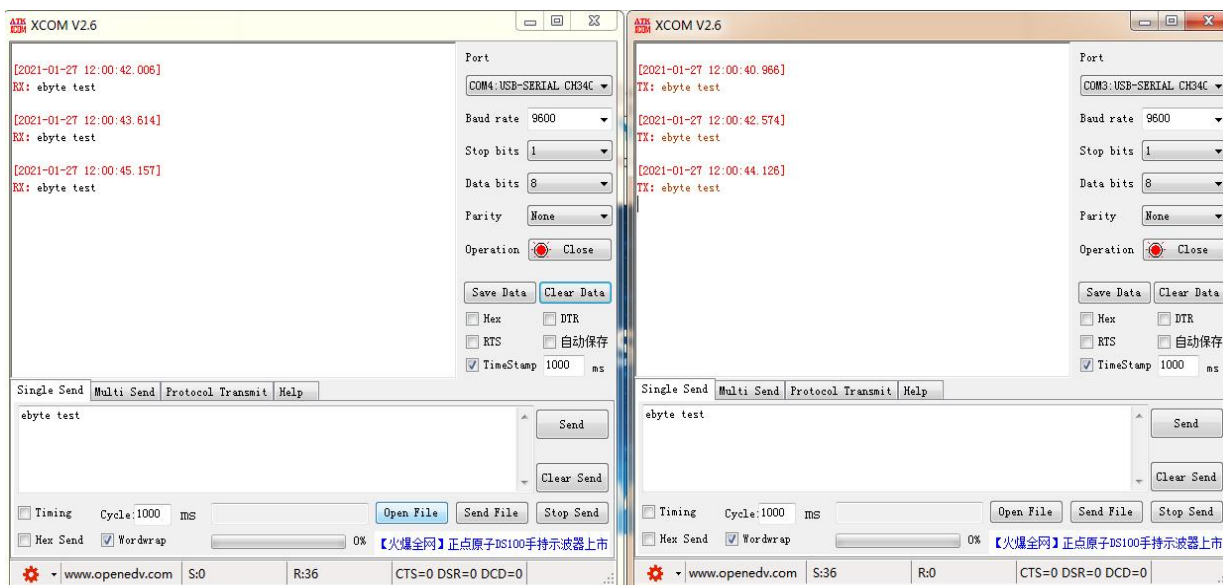 ATK XCOM XCOM V2.6
[2021-01-27 12:00:42.006]
RX: ebyte test
[2021-01-27 12:00:43.614]
RX: ebyte test
[2021-01-27 12:00:45.157]
RX: ebyte test
Port
COM4:USB-SERIAL CH340
Baud rate 9600
Stop bits 1
Data bits 8
Parity None
Operation Close
Save Data Clear Data
Hex DTR
RTS 自动保存
TimeStamp 1000 ms
Single Send Multi Send Protocol Transmit Help
ebyte test
Send
Clear Send
Timing Cycle: 1000 ms Open File Send File Stop Send
Hex Send Wordwrap 0% 【火爆全网】正点原子DS100手持示波器上市
www.openedv.com S:0 R:36 CTS=0 DSR=0 DCD=0
ATK XCOM XCOM V2.6
[2021-01-27 12:00:40.966]
TX: ebyte test
[2021-01-27 12:00:42.574]
TX: ebyte test
[2021-01-27 12:00:44.126]
TX: ebyte test
Port
COM3:USB-SERIAL CH340
Baud rate 9600
Stop bits 1
Data bits 8
Parity None
Operation Close
Save Data Clear Data
Hex DTR
RTS 自动保存
TimeStamp 1000 ms
Single Send Multi Send Protocol Transmit Help
ebyte test
Send
Clear Send
Timing Cycle: 1000 ms Open File Send File Stop Send
Hex Send Wordwrap 0% 【火爆全网】正点原子DS100手持示波器上市
www.openedv.com S:36 R:0 CTS=0 DSR=0 DCD=0